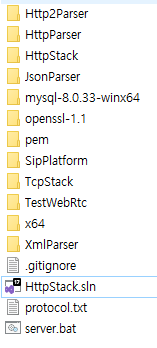 Http2Parser
HttpParser
HttpStack
JsonParser
mysql-8.0.33-winx64
openssl-1.1
pem
SipPlatform
TcpStack
TestWebRtc
x64
XmlParser
.gitignore
HttpStack.sln
protocol.txt
server.bat